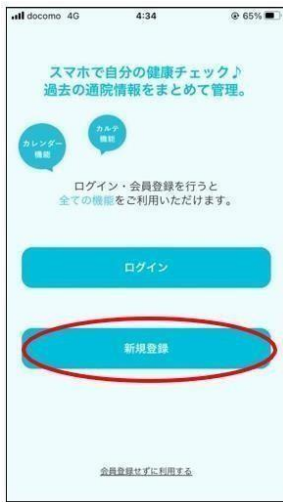 docomo 4G 4:34 65%
スマホで自分の健康チェック♪
過去の通院情報をまとめて管理。
カレンダー
機能
カルテ
機能
ログイン・会員登録を行うと
全ての機能をご利用いただけます。
ログイン
新規登録
会員登録せずに利用する